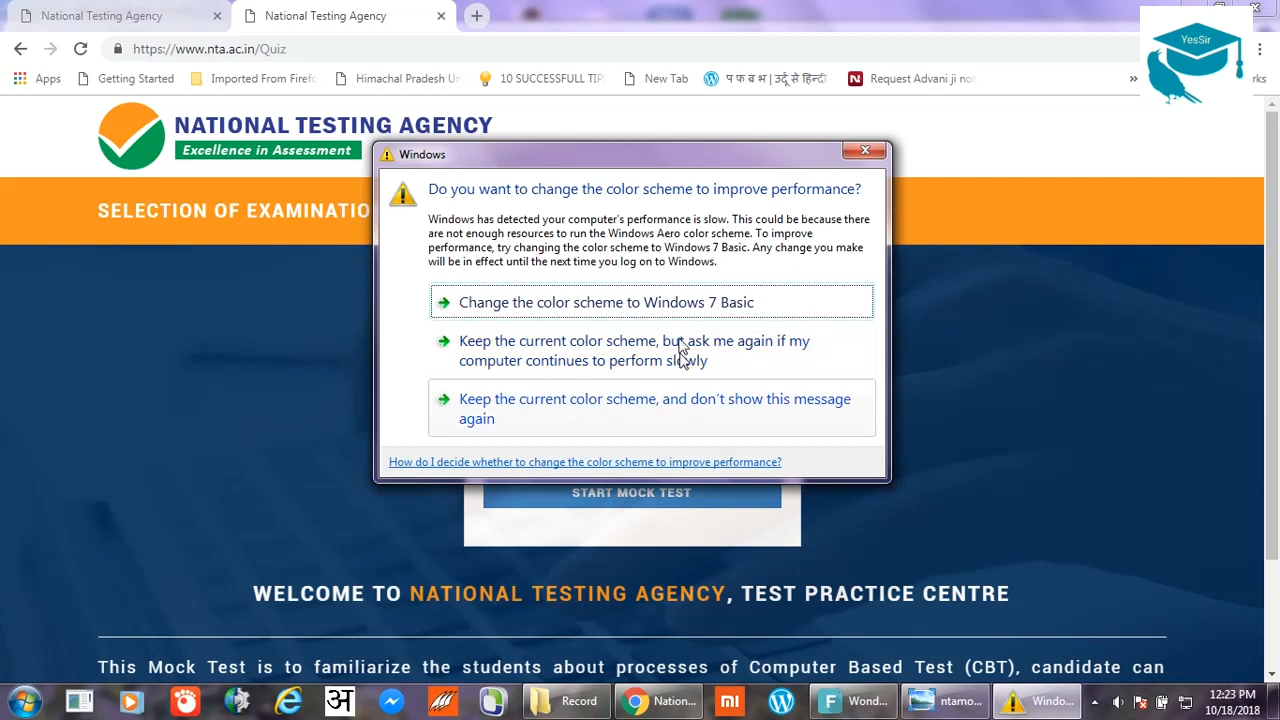 National Testing Agency
National Testing Agency
YesSir
https://www.nta.ac.in/Quiz
Apps
Getting Started
Imported From Firef
Himachal Pradesh Un
10 SUCCESSFULL TIP
New Tab
प फ ब भ | उर्दू से हिन्दी
Request Advani ji no
»
rks
NATIONAL TESTING AGENCY
Excellence in Assessment
SELECTION OF EXAMINATIO
Windows
Do you want to change the color scheme to improve performance?
Windows has detected your computer's performance is slow. This could be because there
are not enough resources to run the Windows Aero color scheme. To improve
performance, try changing the color scheme to Windows 7 Basic. Any change you make
will be in effect until the next time you log on to Windows.
Change the color scheme to Windows 7 Basic
Keep the current color scheme, but ask me again if my
computer continues to perform slowly
Keep the current color scheme, and don't show this message
again
How do I decide whether to change the color scheme to improve performance?
START MOCK TEST
WELCOME TO NATIONAL TESTING AGENCY, TEST PRACTICE CENTRE
This Mock Test is to familiarize the students about processes of Computer Based Test (CBT), candidate can
अ
Record
Nation...
Wond...
ntamo...
Windo...
12:23 PM
10/18/2018